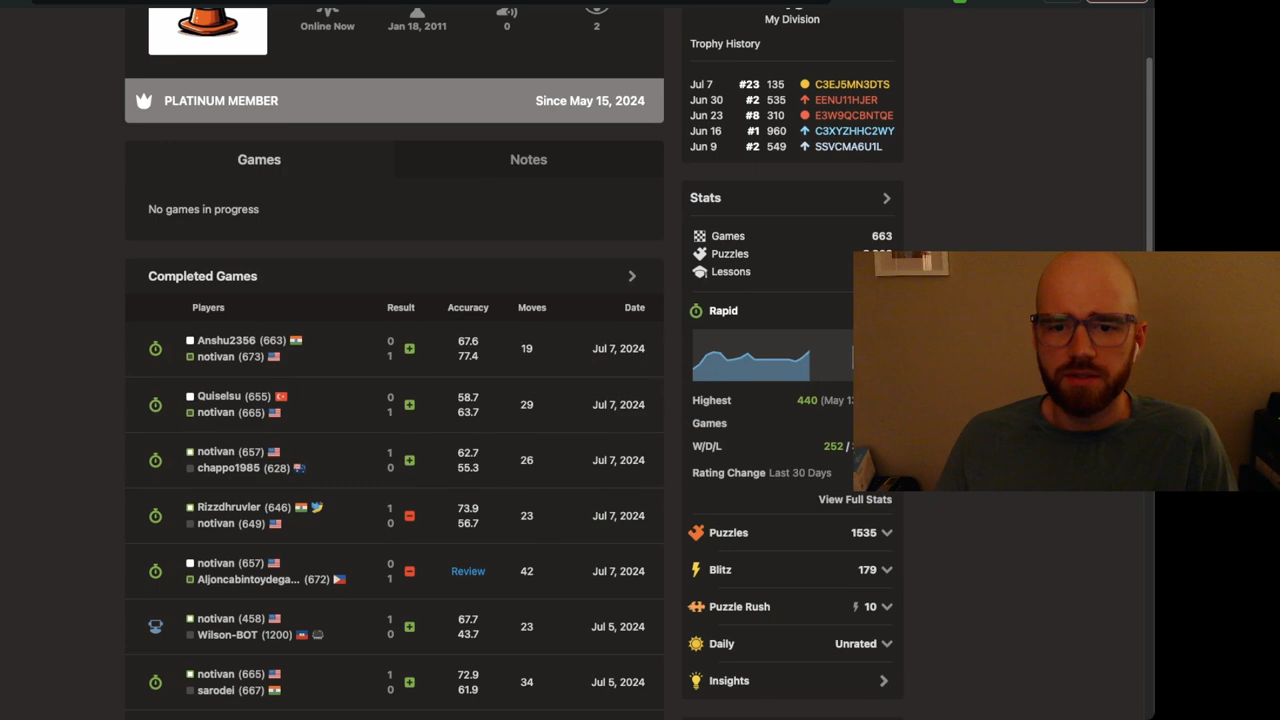 Online Now
Jan 18, 2011
0
2
PLATINUM MEMBER
Since May 15, 2024
Games
Notes
No games in progress
Completed Games
Players Result Accuracy Moves Date
Anshu2356 (663) 0 67.6
notivan (673) 1 77.4
19 Jul 7, 2024
Quiselsu (655) 0 58.7
notivan (665) 1 63.7
29 Jul 7, 2024
notivan (657) 1 62.7
chappo1985 (628) 0 55.3
26 Jul 7, 2024
Rizzdhruvler (646) 1 73.9
notivan (649) 0 56.7
23 Jul 7, 2024
notivan (657) 0
Aljoncabintoydega... (672) 1
Review 42 Jul 7, 2024
notivan (458) 1 67.7
Wilson-BOT (1200) 0 43.7
23 Jul 5, 2024
notivan (665) 1 72.9
sarodei (667) 0 61.9
34 Jul 5, 2024
My Division
Trophy History
Jul 7 #23 135 C3EJ5MN3DTS
Jun 30 #2 535 EENU11HJER
Jun 23 #8 310 E3W9QCBNTQE
Jun 16 #1 960 C3XYZHHC2WY
Jun 9 #2 549 SSVCMA6U1L
Stats
Games 663
Puzzles
Lessons
Rapid
Highest 440 (May 1
Games
W/D/L 252 /
Rating Change Last 30 Days
View Full Stats
Puzzles 1535
Blitz 179
Puzzle Rush 10
Daily Unrated
Insights